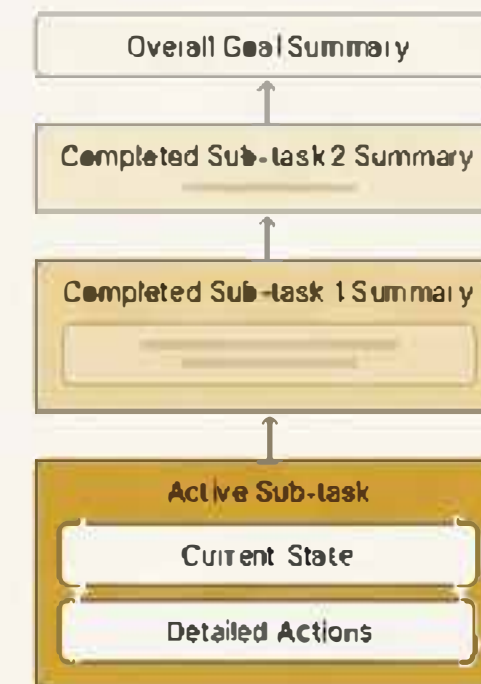 Overall Goal Summary
Completed Sub-task 2 Summary
Completed Sub-task 1 Summary
Active Sub-task
Current State
Detailed Actions